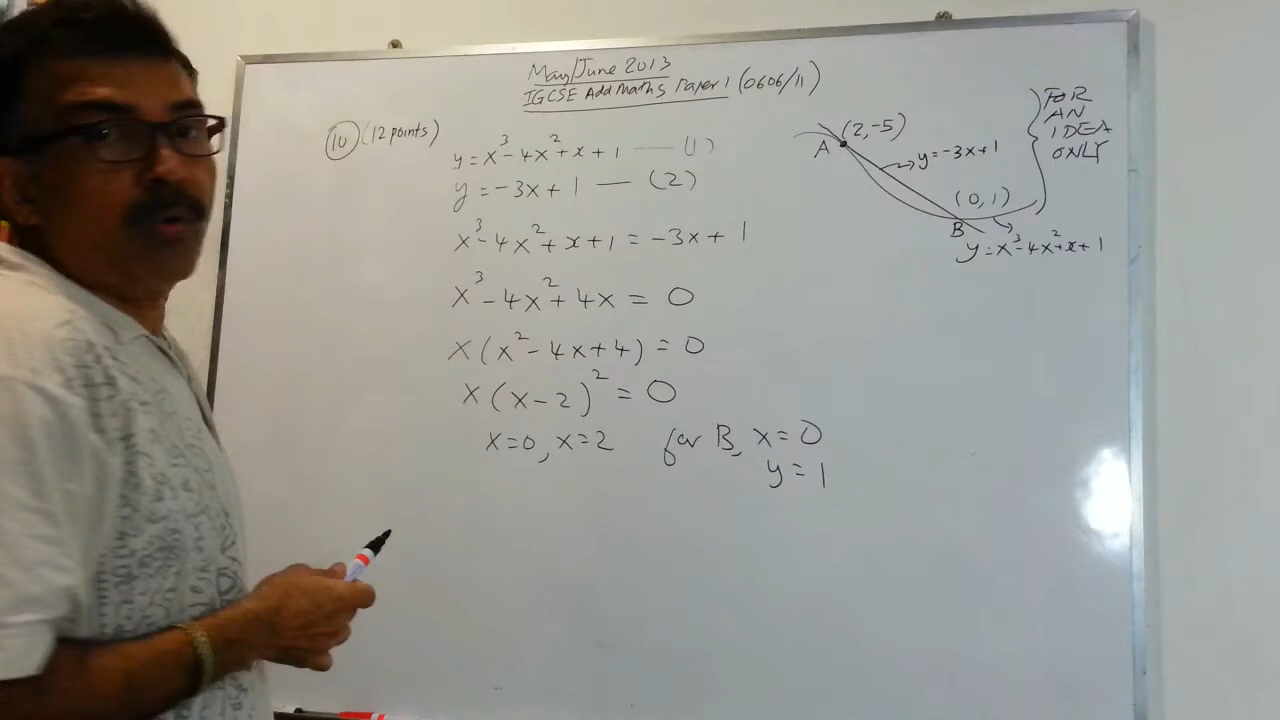 May/June 2013
IGCSE Add Maths Paper 1 (0606/11)
10 (12 points)
y = x³ - 4x² + x + 1 —— (1)
y = -3x + 1 — (2)
x³ - 4x² + x + 1 = -3x + 1
x³ - 4x² + 4x = 0
x(x² - 4x + 4) = 0
x(x - 2)² = 0
x = 0, x = 2 for B, x = 0
y = 1
(2, -5)
A
y = -3x + 1
(0, 1)
B
y = x³ - 4x² + x + 1
FOR
AN
IDEA
ONLY